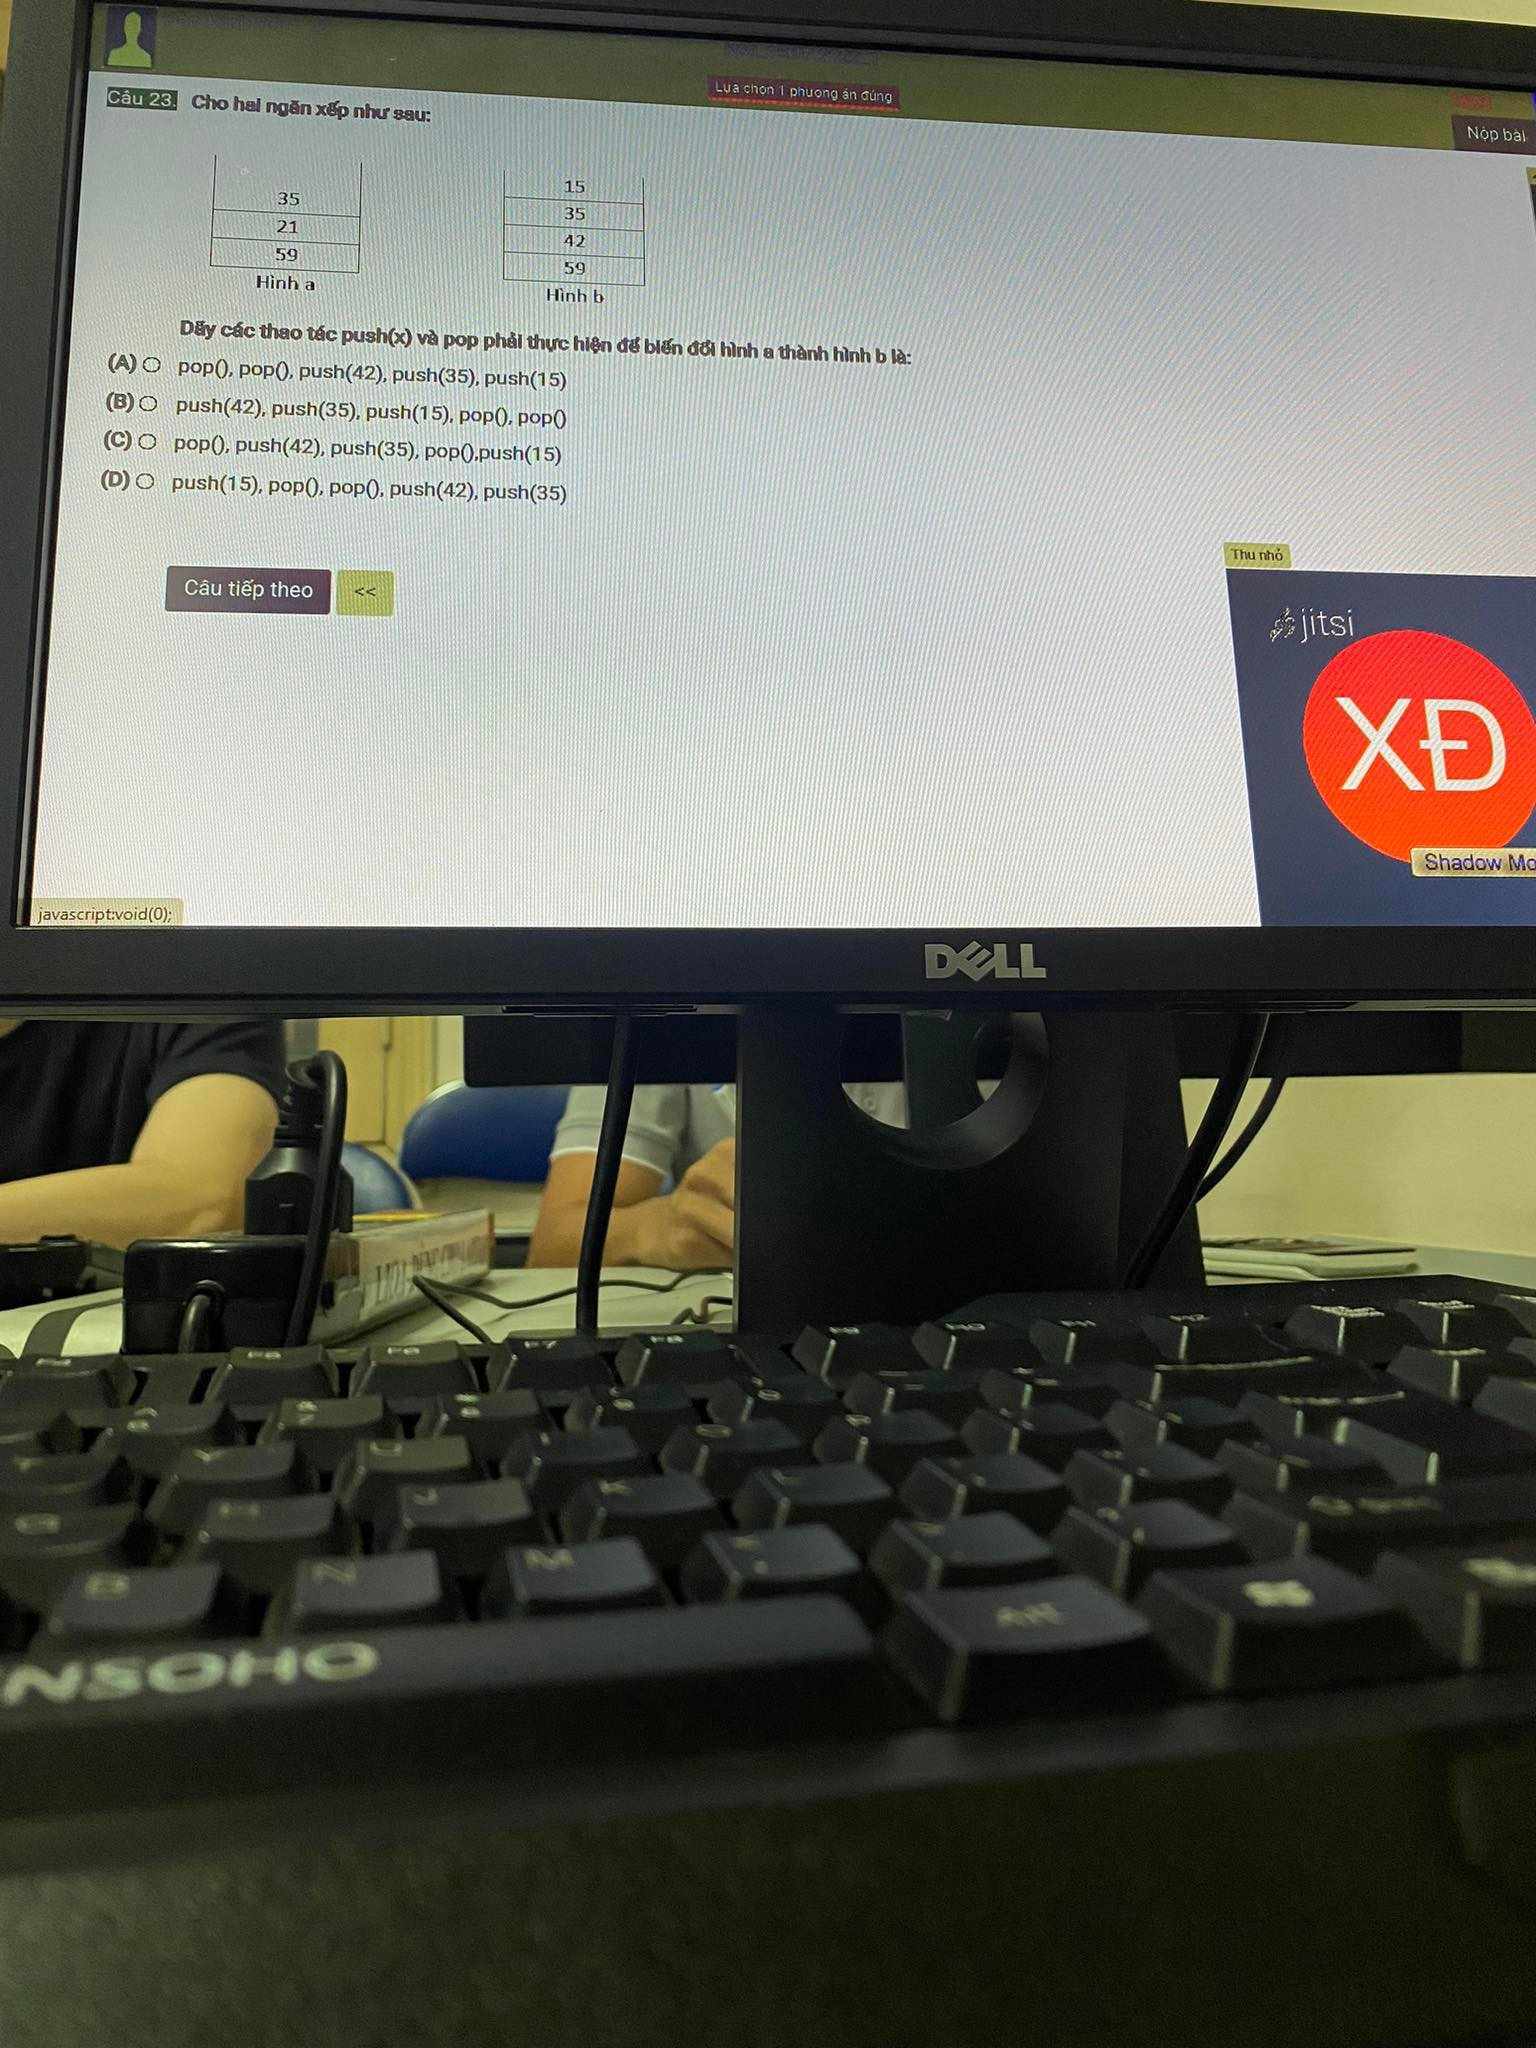 Lựa chọn 1 phương án đúng
Nộp bài
Câu 23. Cho hai ngăn xếp như sau:
35
21
59
Hình a
15
35
42
59
Hình b
Dãy các thao tác push(x) và pop phải thực hiện để biến đổi hình a thành hình b là:
(A) pop(), pop(), push(42), push(35), push(15)
(B) push(42), push(35), push(15), pop(), pop()
(C) pop(), push(42), push(35), pop(),push(15)
(D) push(15), pop(), pop(), push(42), push(35)
Câu tiếp theo <<
Thu nhỏ
jitsi
XĐ
Shadow Mo
javascript:void(0);
DELL
F7
F8
K
B
N
M
Alt
NSOHO